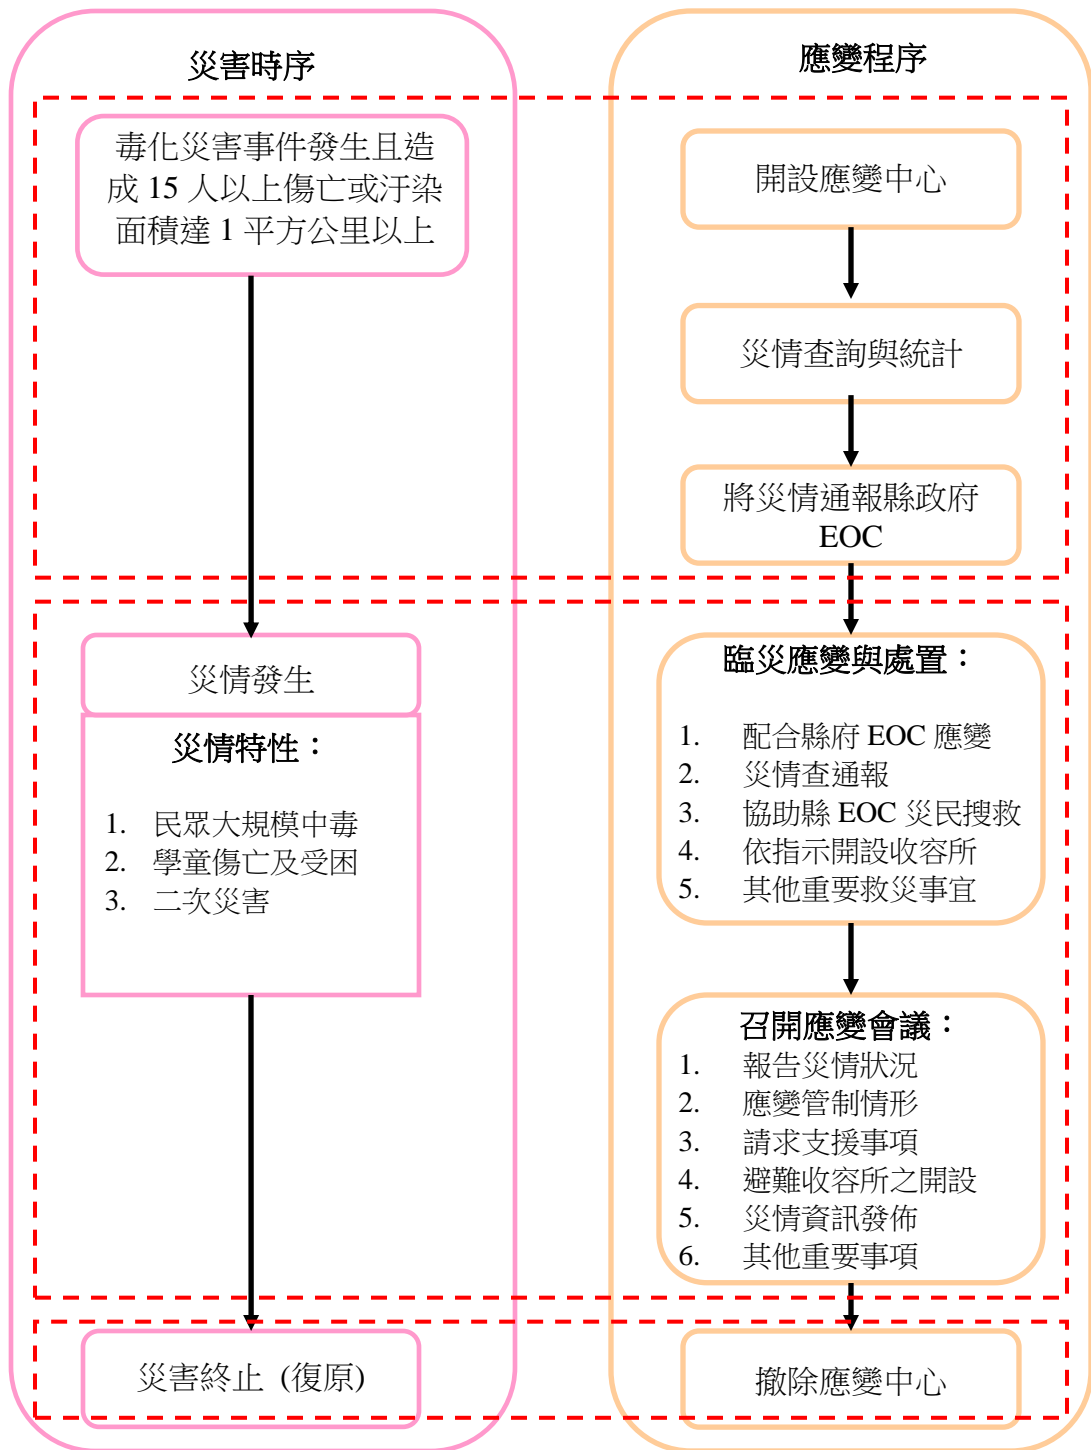 災害時序
毒化災害事件發生且造
成 15 人以上傷亡或汙染
面積達 1 平方公里以上
災情發生
災情特性：
1. 民眾大規模中毒
2. 學童傷亡及受困
3. 二次災害
災害終止 (復原)
應變程序
開設應變中心
災情查詢與統計
將災情通報縣政府
EOC
臨災應變與處置：
1. 配合縣府 EOC 應變
2. 災情查通報
3. 協助縣 EOC 災民搜救
4. 依指示開設收容所
5. 其他重要救災事宜
召開應變會議：
1. 報告災情狀況
2. 應變管制情形
3. 請求支援事項
4. 避難收容所之開設
5. 災情資訊發佈
6. 其他重要事項
撤除應變中心